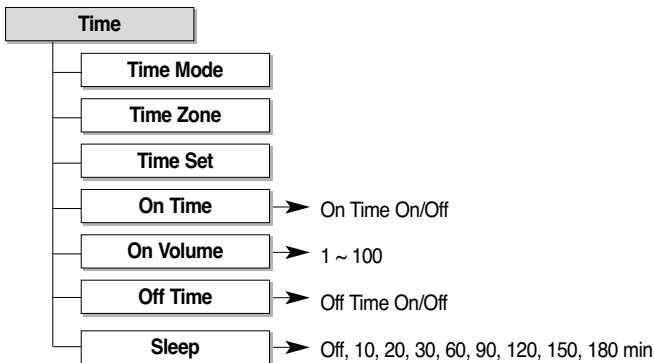 Time
Time Mode
Time Zone
Time Set
On Time On Time On/Off
On Volume 1 ~ 100
Off Time Off Time On/Off
Sleep Off, 10, 20, 30, 60, 90, 120, 150, 180 min